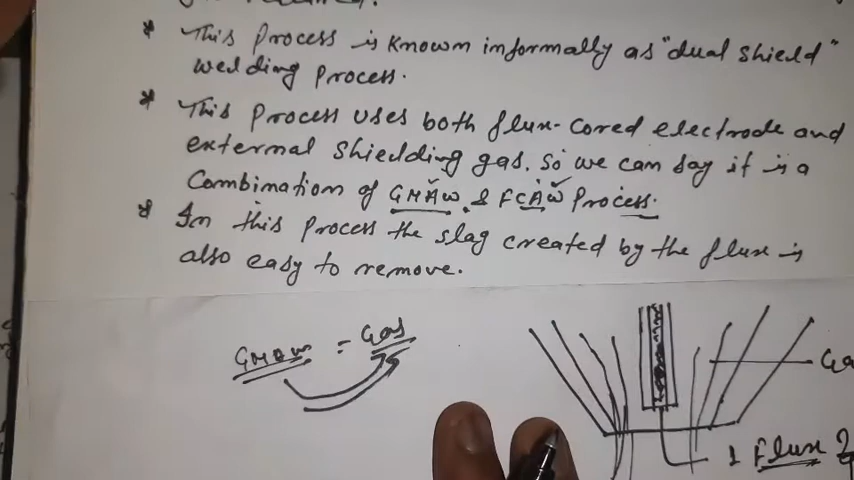 * This Process is known informally as "dual shield"
welding Process.
* This Process uses both flux-Cored electrode and
external shielding gas. So we can say it is a
Combination of GMAW & FCAW Process.
* In this Process the slag created by the flux is
also easy to remove.
GMAW = Gas
Ga
1 Flux